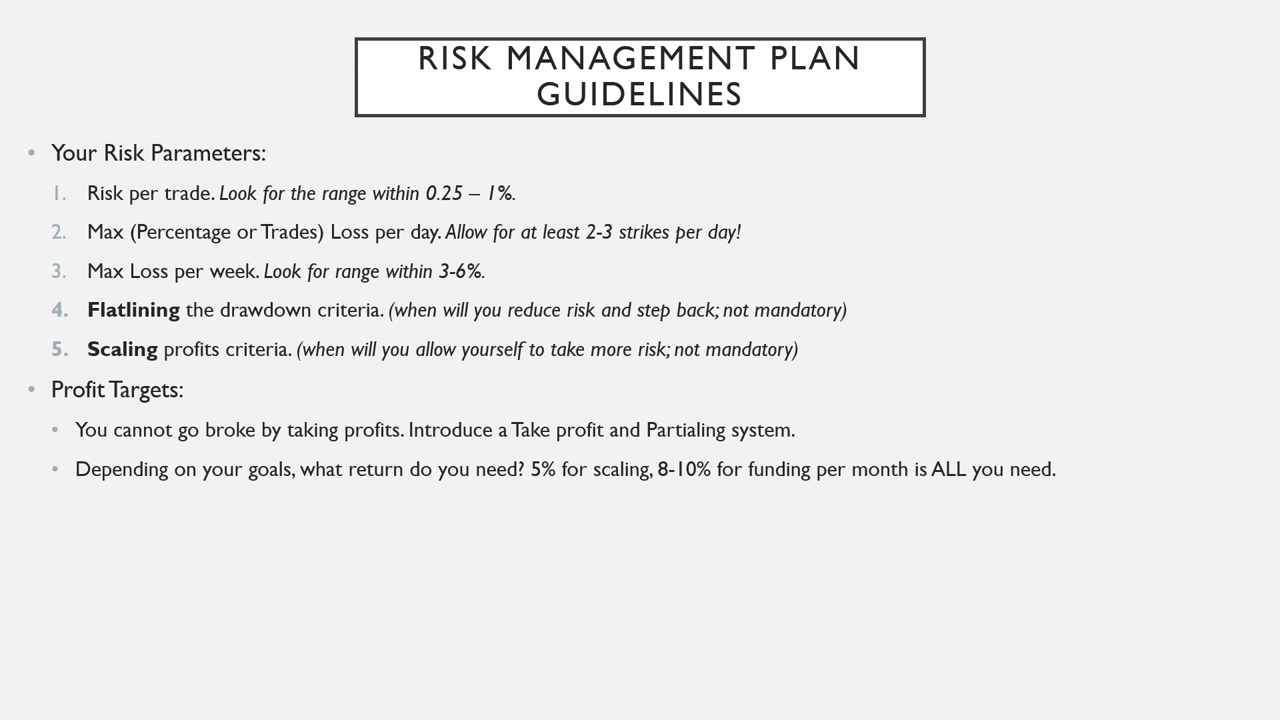 RISK MANAGEMENT PLAN
GUIDELINES
• Your Risk Parameters:
1. Risk per trade. Look for the range within 0.25 – 1%.
2. Max (Percentage or Trades) Loss per day. Allow for at least 2-3 strikes per day!
3. Max Loss per week. Look for range within 3-6%.
4. Flatlining the drawdown criteria. (when will you reduce risk and step back; not mandatory)
5. Scaling profits criteria. (when will you allow yourself to take more risk; not mandatory)
• Profit Targets:
• You cannot go broke by taking profits. Introduce a Take profit and Partialing system.
• Depending on your goals, what return do you need? 5% for scaling, 8-10% for funding per month is ALL you need.